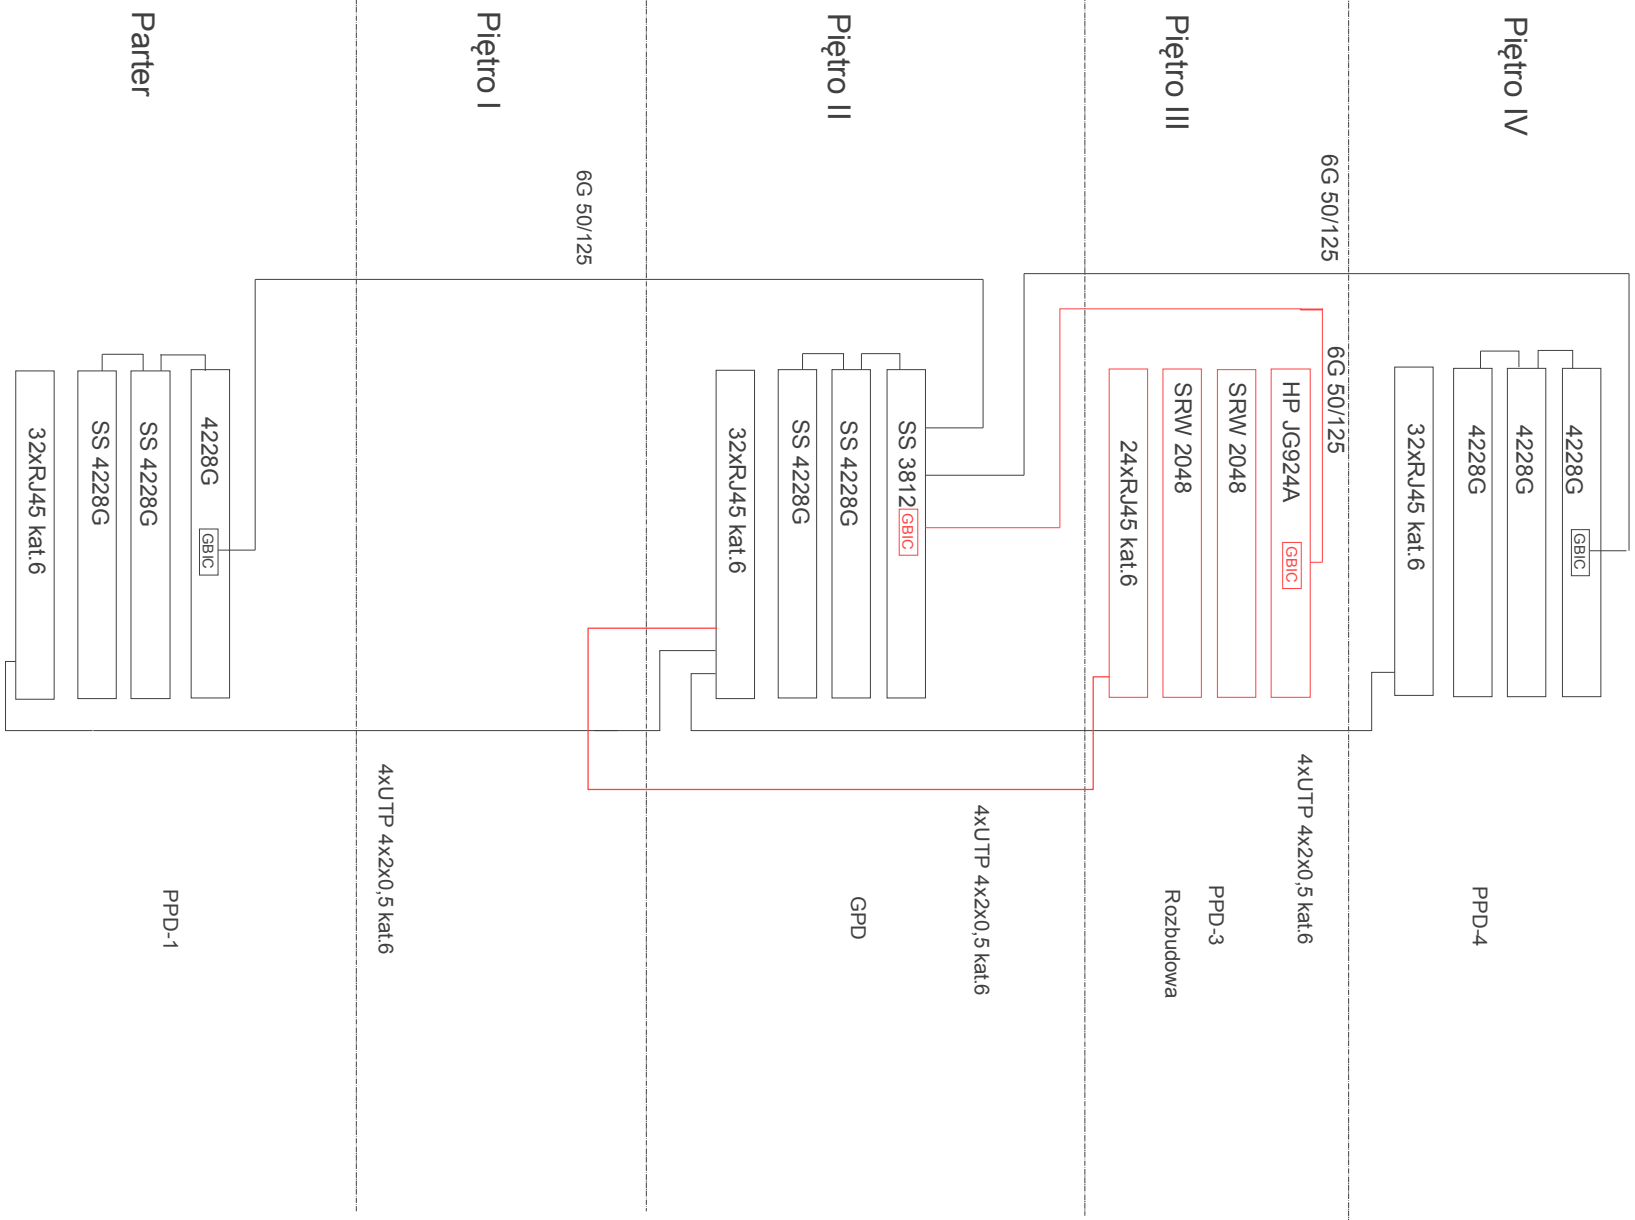 Piętro IV
6G 50/125
4228G
GBIC
4228G
4228G
32xRJ45 kat.6
PPD-4
Piętro III
6G 50/125
HP JG924A
GBIC
SRW 2048
SRW 2048
24xRJ45 kat.6
4xUTP 4x2x0,5 kat.6
PPD-3
Rozbudowa
Piętro II
SS 3812
GBIC
SS 4228G
SS 4228G
32xRJ45 kat.6
4xUTP 4x2x0,5 kat.6
GPD
Piętro I
6G 50/125
4xUTP 4x2x0,5 kat.6
Parter
4228G
GBIC
SS 4228G
SS 4228G
32xRJ45 kat.6
PPD-1